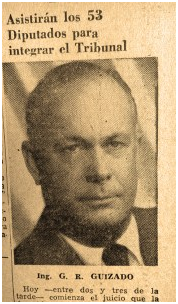 Asistirán los 53
Diputados para
integrar el Tribunal
Ing. G. R. GUIZADO
Hoy —entre dos y tres de la
tarde— comienza el juicio que la